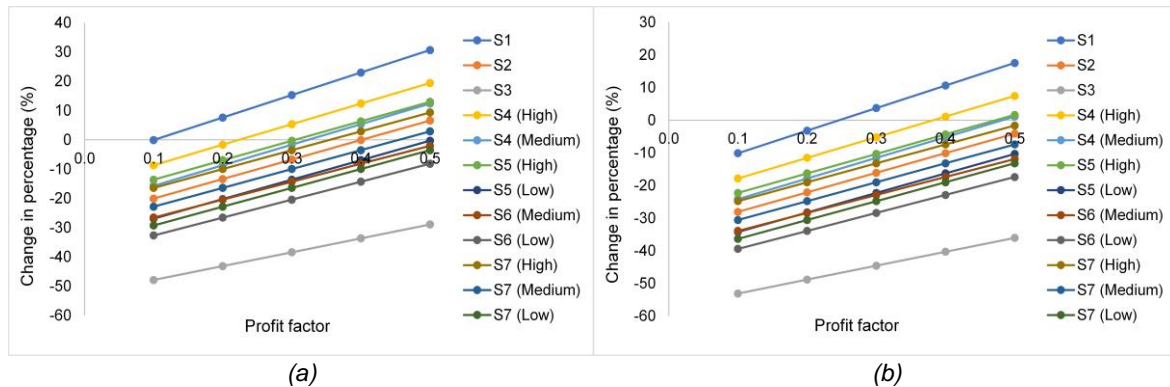 40
30
20
10
0
-10
-20
-30
-40
-50
-60
0.0
0.1
0.2
0.3
0.4
0.5
Change in percentage (%)
Profit factor
S1
S2
S3
S4 (High)
S4 (Medium)
S5 (High)
S5 (Low)
S6 (Medium)
S6 (Low)
S7 (High)
S7 (Medium)
S7 (Low)
(a)
30
20
10
0
-10
-20
-30
-40
-50
-60
0.0
0.1
0.2
0.3
0.4
0.5
Change in percentage (%)
Profit factor
S1
S2
S3
S4 (High)
S4 (Medium)
S5 (High)
S5 (Low)
S6 (Medium)
S6 (Low)
S7 (High)
S7 (Medium)
S7 (Low)
(b)